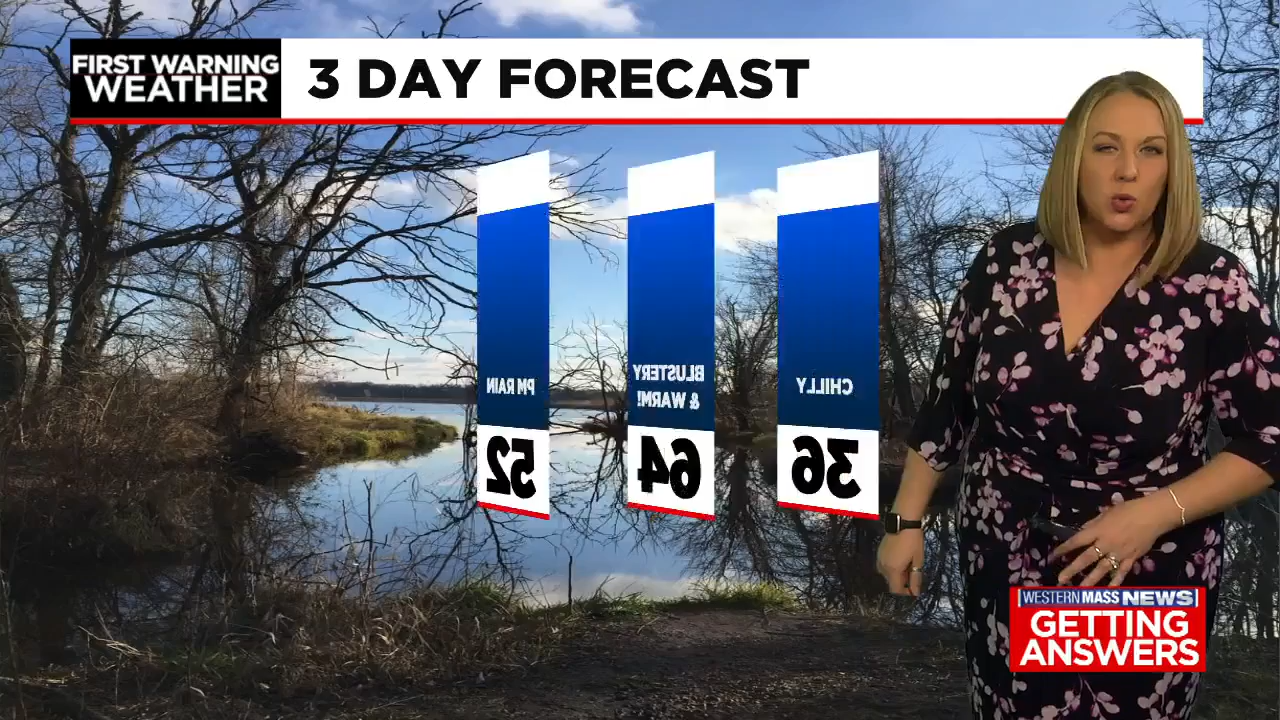 FIRST WARNING
WEATHER
3 DAY FORECAST
PM RAIN
52
BLUSTERY
& WARM!
64
CHILLY
36
WESTERN MASS NEWS
GETTING
ANSWERS